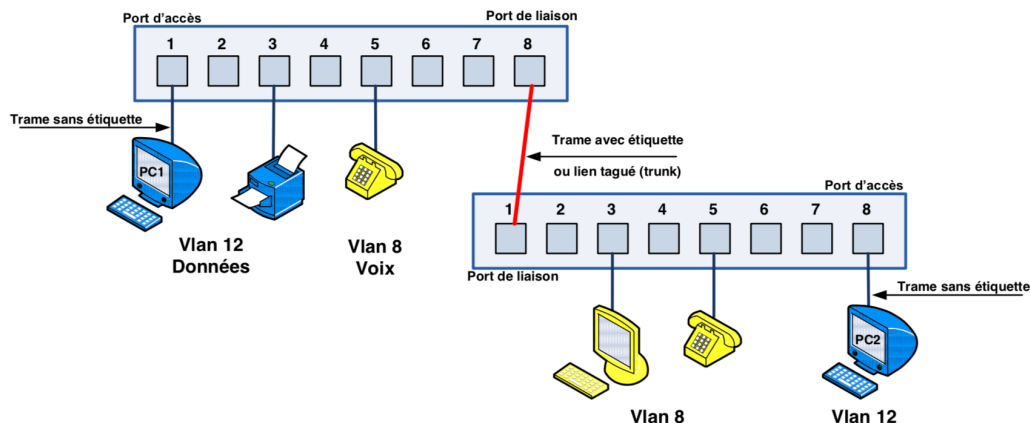 Port d'accès
Port de liaison
1 2 3 4 5 6 7 8
Trame sans étiquette
PC1
Vlan 12
Données
Vlan 8
Voix
Trame avec étiquette
ou lien tagué (trunk)
Port d'accès
1 2 3 4 5 6 7 8
Port de liaison
Trame sans étiquette
PC2
Vlan 8
Vlan 12